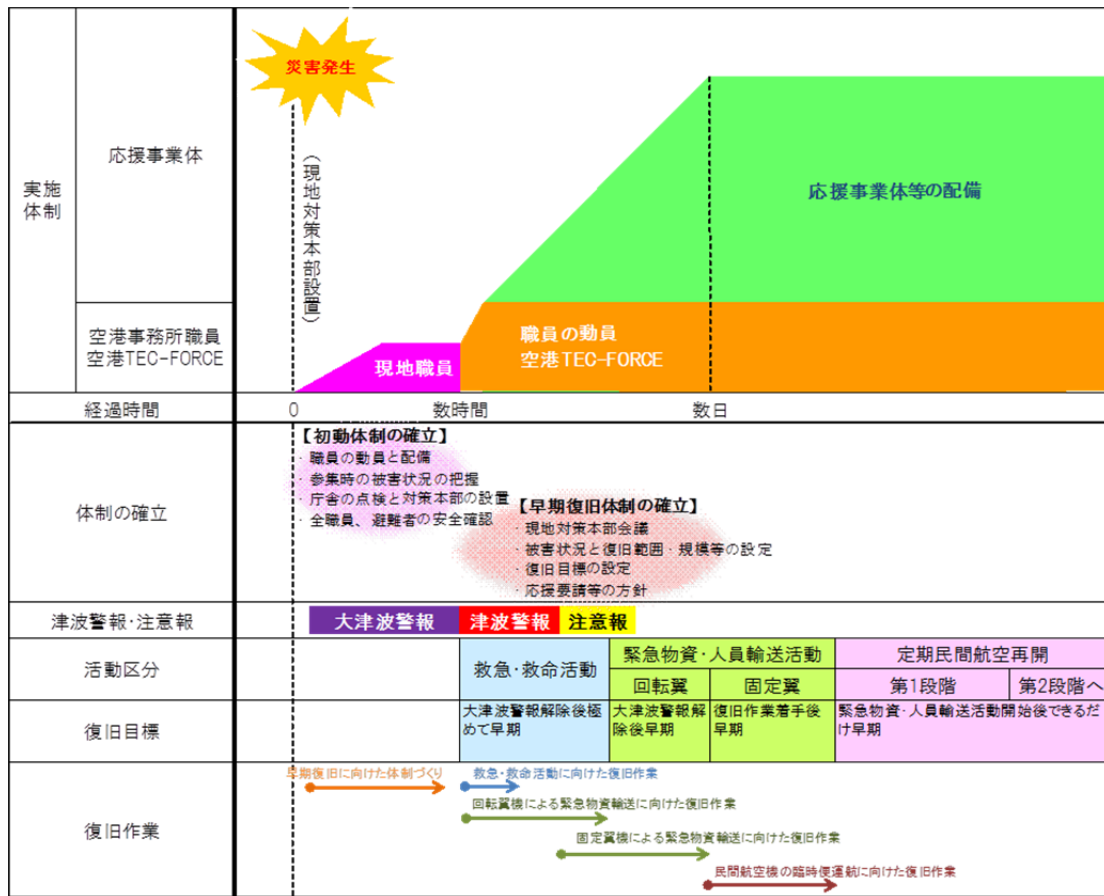 災害発生
(現地対策本部設置)
実施
体制
応援事業体
応援事業体等の配備
空港事務所職員
空港TEC-FORCE
現地職員
職員の動員
空港TEC-FORCE
経過時間
0
数時間
数日
体制の確立
【初動体制の確立】
・職員の動員と配備
・参集時の被害状況の把握
・庁舎の点検と対策本部の設置
・全職員、避難者の安全確認
【早期復旧体制の確立】
・現地対策本部会議
・被害状況と復旧範囲・規模等の設定
・復旧目標の設定
・応援要請等の方針
津波警報・注意報
大津波警報
津波警報
注意報
活動区分
救急・救命活動
緊急物資・人員輸送活動
回転翼
固定翼
定期民間航空再開
第1段階
第2段階へ
復旧目標
大津波警報解除後極
めて早期
大津波警報解
除後早期
復旧作業着手後
早期
緊急物資・人員輸送活動開始後できるだ
け早期
復旧作業
早期復旧に向けた体制づくり
救急・救命活動に向けた復旧作業
回転翼機による緊急物資輸送に向けた復旧作業
固定翼機による緊急物資輸送に向けた復旧作業
民間航空機の臨時便運航に向けた復旧作業